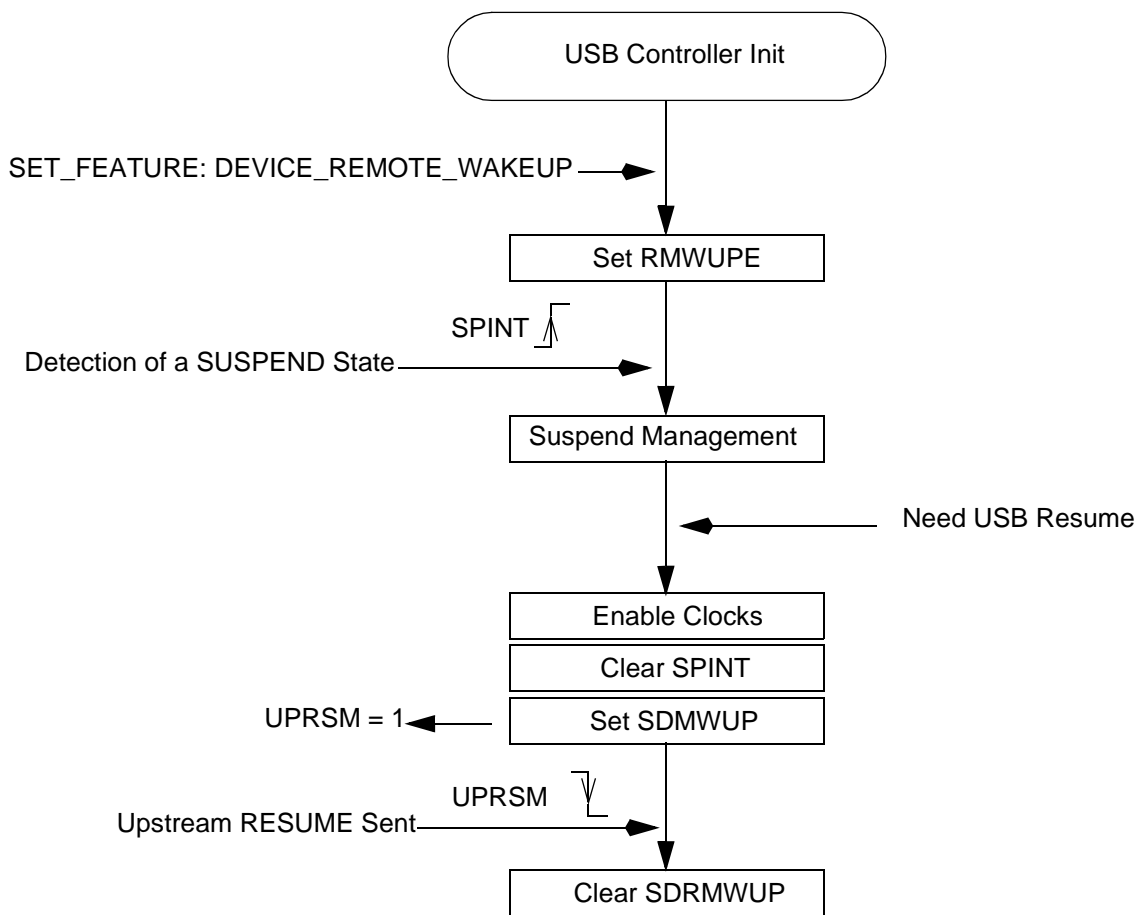 USB Controller Init
SET_FEATURE: DEVICE_REMOTE_WAKEUP
Set RMWUPE
SPINT
Detection of a SUSPEND State
Suspend Management
Need USB Resume
Enable Clocks
Clear SPINT
UPRSM = 1
Set SDMWUP
UPRSM
Upstream RESUME Sent
Clear SDRMWUP